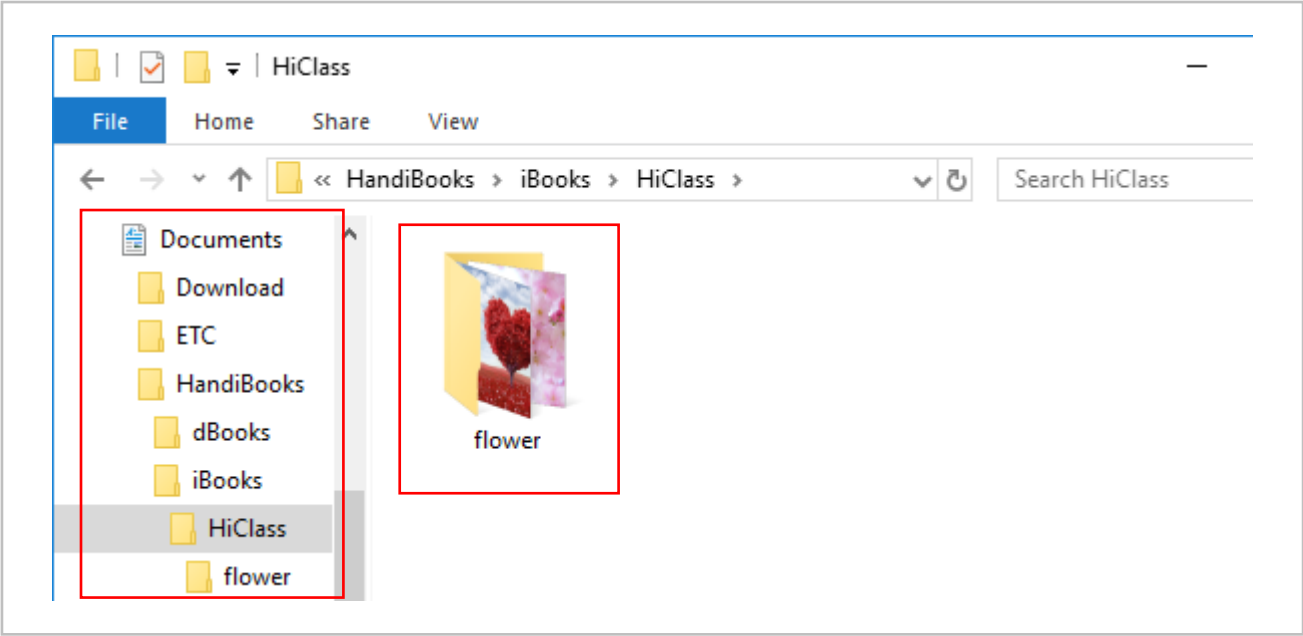 HiClass
File Home Share View
« HandiBooks > iBooks > HiClass > Search HiClass
Documents
Download
ETC
HandiBooks
dBooks
iBooks
HiClass
flower
flower